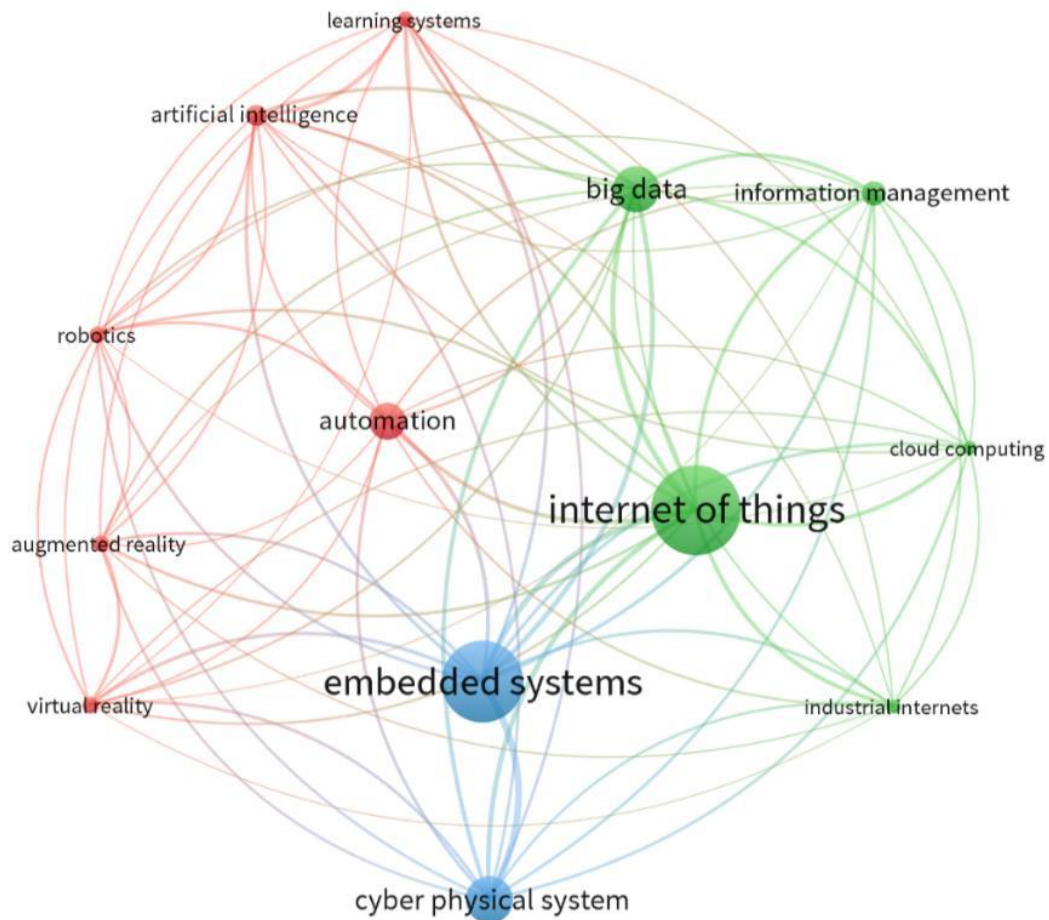 learning systems
artificial intelligence
big data
information management
robotics
automation
cloud computing
internet of things
augmented reality
embedded systems
virtual reality
industrial internets
cyber physical system